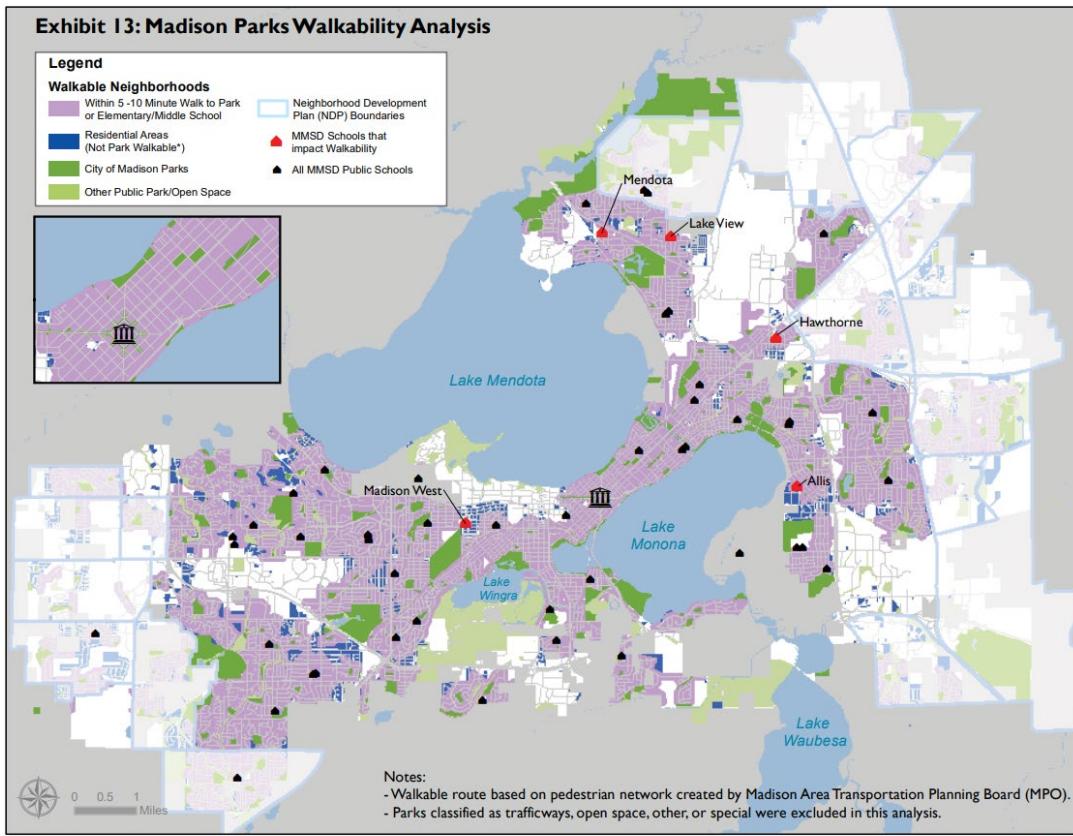 Exhibit 13: Madison Parks Walkability Analysis
Legend
Walkable Neighborhoods
Within 5 -10 Minute Walk to Park
or Elementary/Middle School
Residential Areas
(Not Park Walkable*)
City of Madison Parks
Other Public Park/Open Space
Neighborhood Development
Plan (NDP) Boundaries
MMSD Schools that
impact Walkability
All MMSD Public Schools
Mendota
Lake View
Hawthorne
Lake Mendota
Madison West
Allis
Lake
Monona
Lake
Wingra
Lake
Waubesa
0 0.5 1
Miles
Notes:
- Walkable route based on pedestrian network created by Madison Area Transportation Planning Board (MPO).
- Parks classified as trafficways, open space, other, or special were excluded in this analysis.